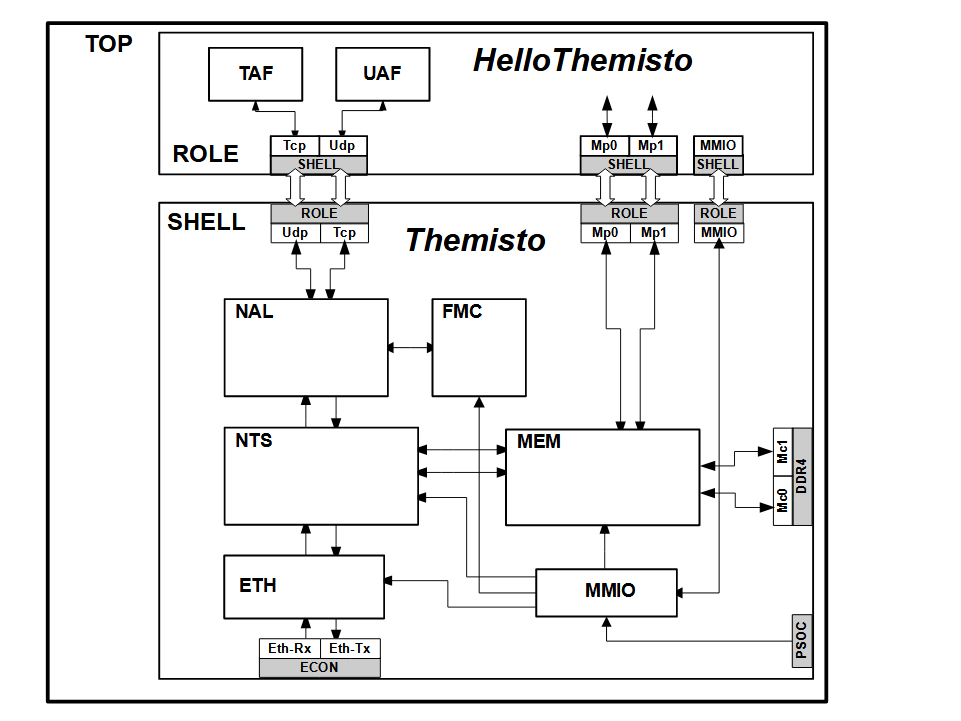 TOP
HelloThemisto
TAF
UAF
ROLE
Tcp Udp
SHELL
Mp0 Mp1
SHELL
MMIO
SHELL
SHELL
ROLE
Udp Tcp
Themisto
ROLE
Mp0 Mp1
ROLE
MMIO
NAL
FMC
NTS
MEM
Mc1
Mc0
DDR4
ETH
MMIO
PSOC
Eth-Rx Eth-Tx
ECON